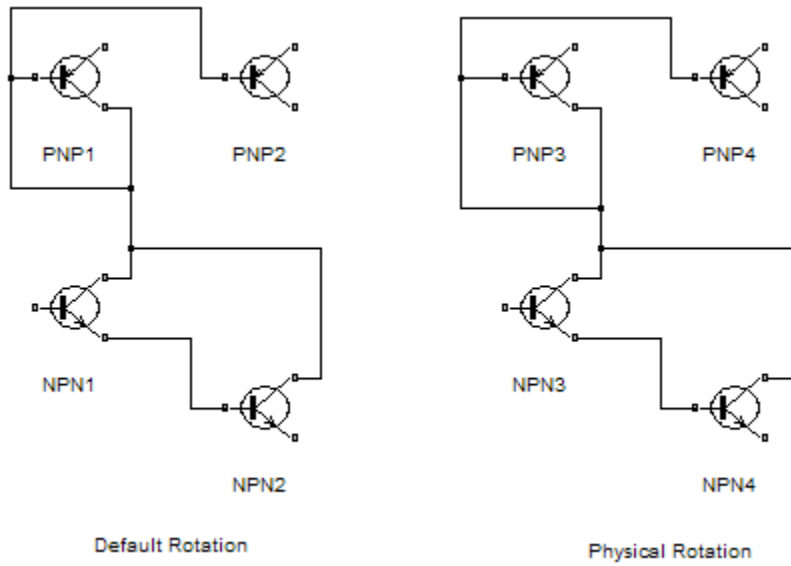 PNP1 PNP2 PNP3 PNP4
NPN1 NPN3
NPN2 NPN4
Default Rotation Physical Rotation